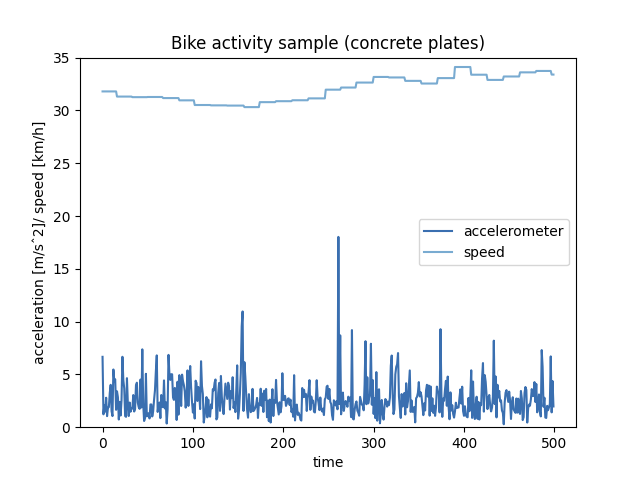 Bike activity sample (concrete plates)
35
30
25
20
15
10
5
0
acceleration [m/sˆ2]/ speed [km/h]
accelerometer
speed
0
100
200
300
400
500
time